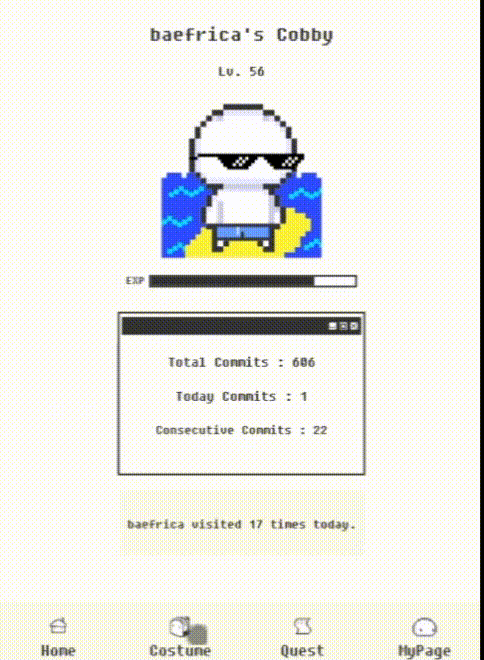 baefrica's Cobby
Lv. 56
EXP
Total Commits : 606
Today Commits : 1
Consecutive Commits : 22
baefrica visited 17 times today.
Home
Costume
Quest
MyPage